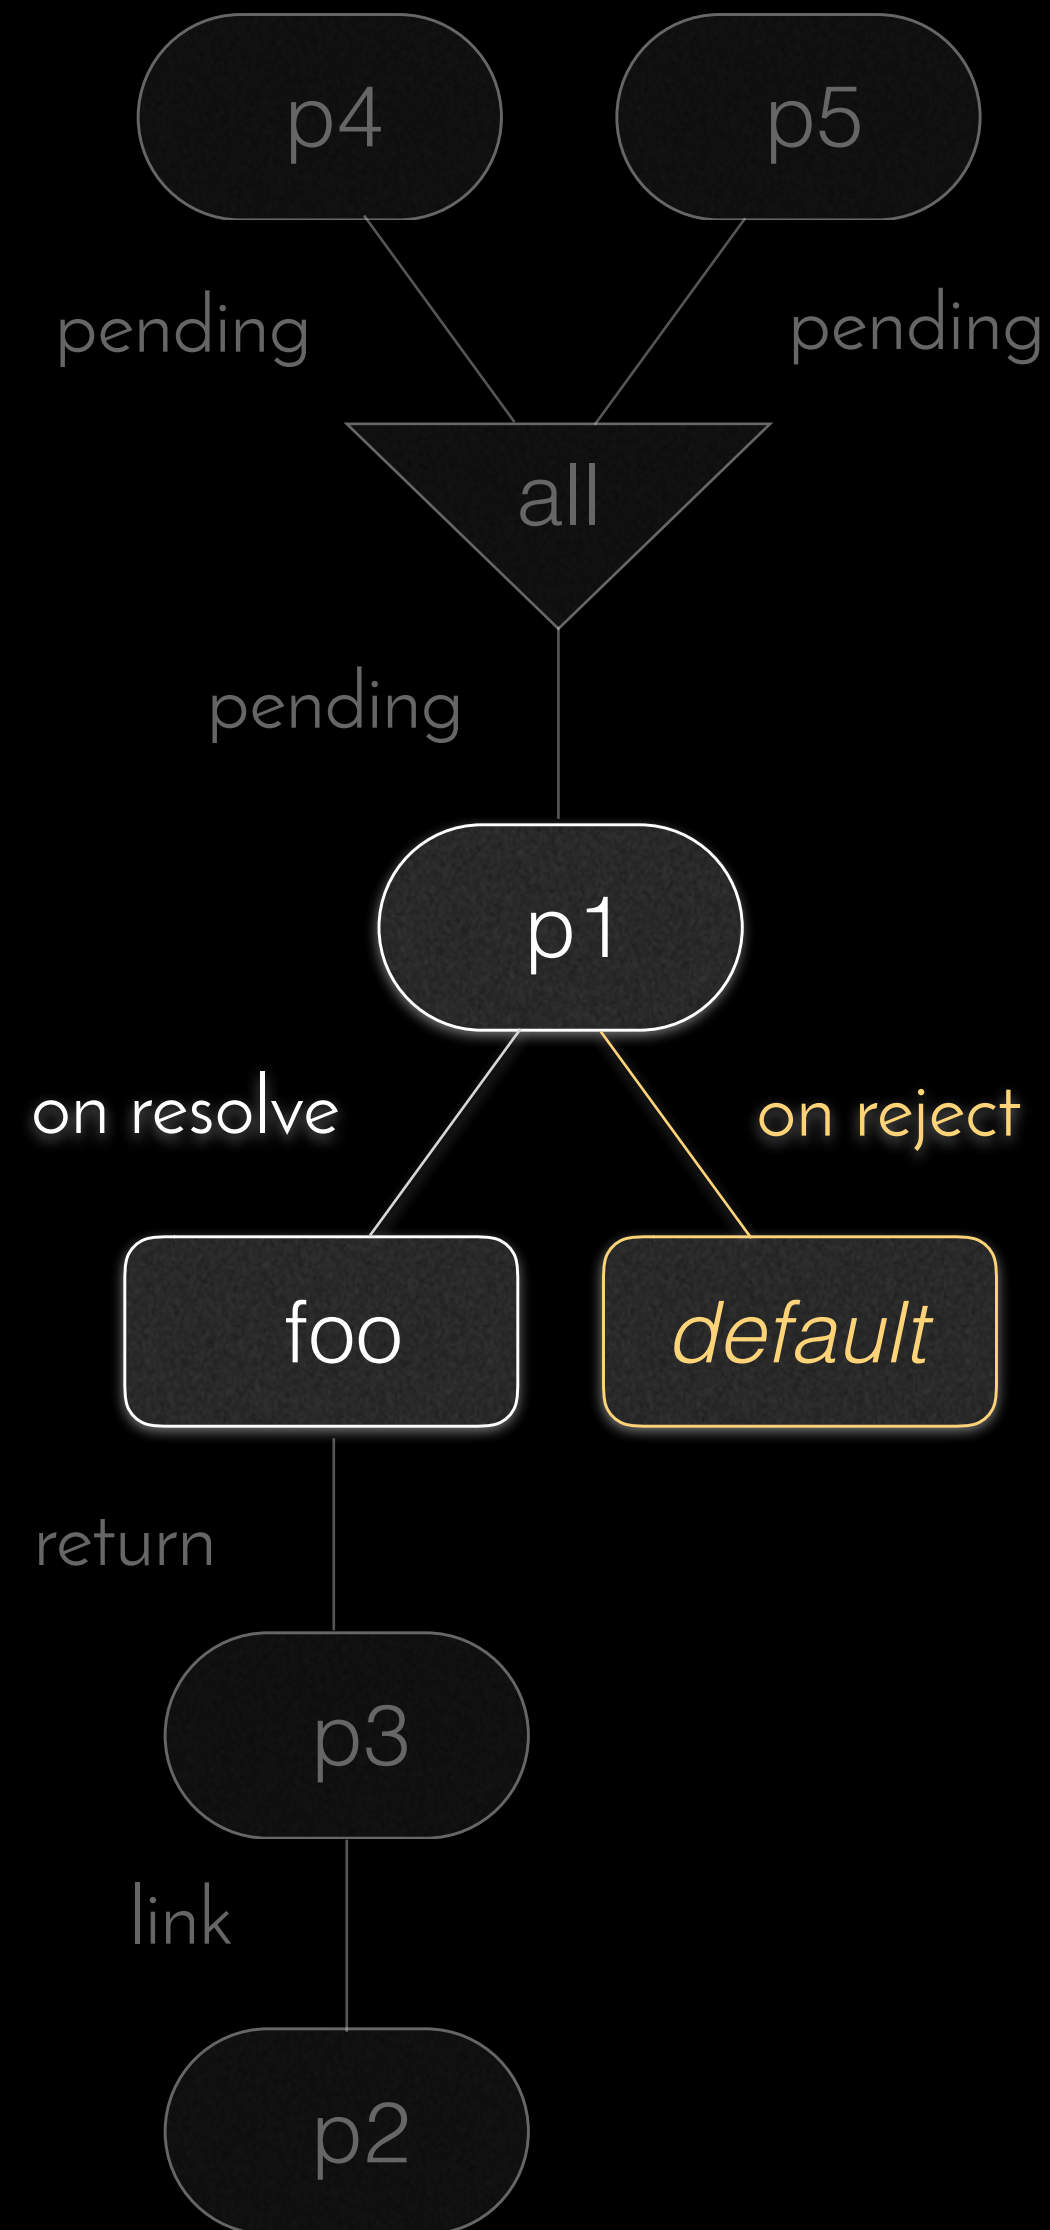 p4
p5
pending
pending
all
pending
p1
on resolve
on reject
foo
default
return
p3
link
p2